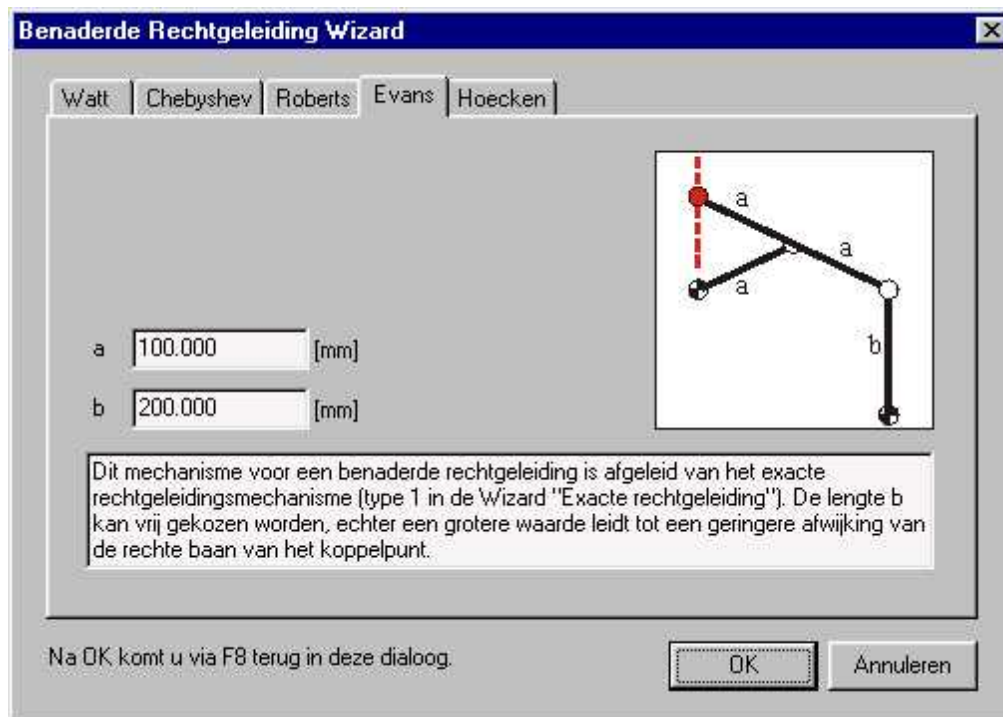 Benaderde Rechtgeleiding Wizard
Watt Chebyshev Roberts Evans Hoecken
a
a
a
b
a 100.000 [mm]
b 200.000 [mm]
Dit mechanisme voor een benaderde rechtgeleiding is afgeleid van het exacte
rechtgeleidingsmechanisme (type 1 in de Wizard "Exacte rechtgeleiding"). De lengte b
kan vrij gekozen worden, echter een grotere waarde leidt tot een geringere afwijking van
de rechte baan van het koppelpunt.
Na OK komt u via F8 terug in deze dialoog.
OK Annuleren